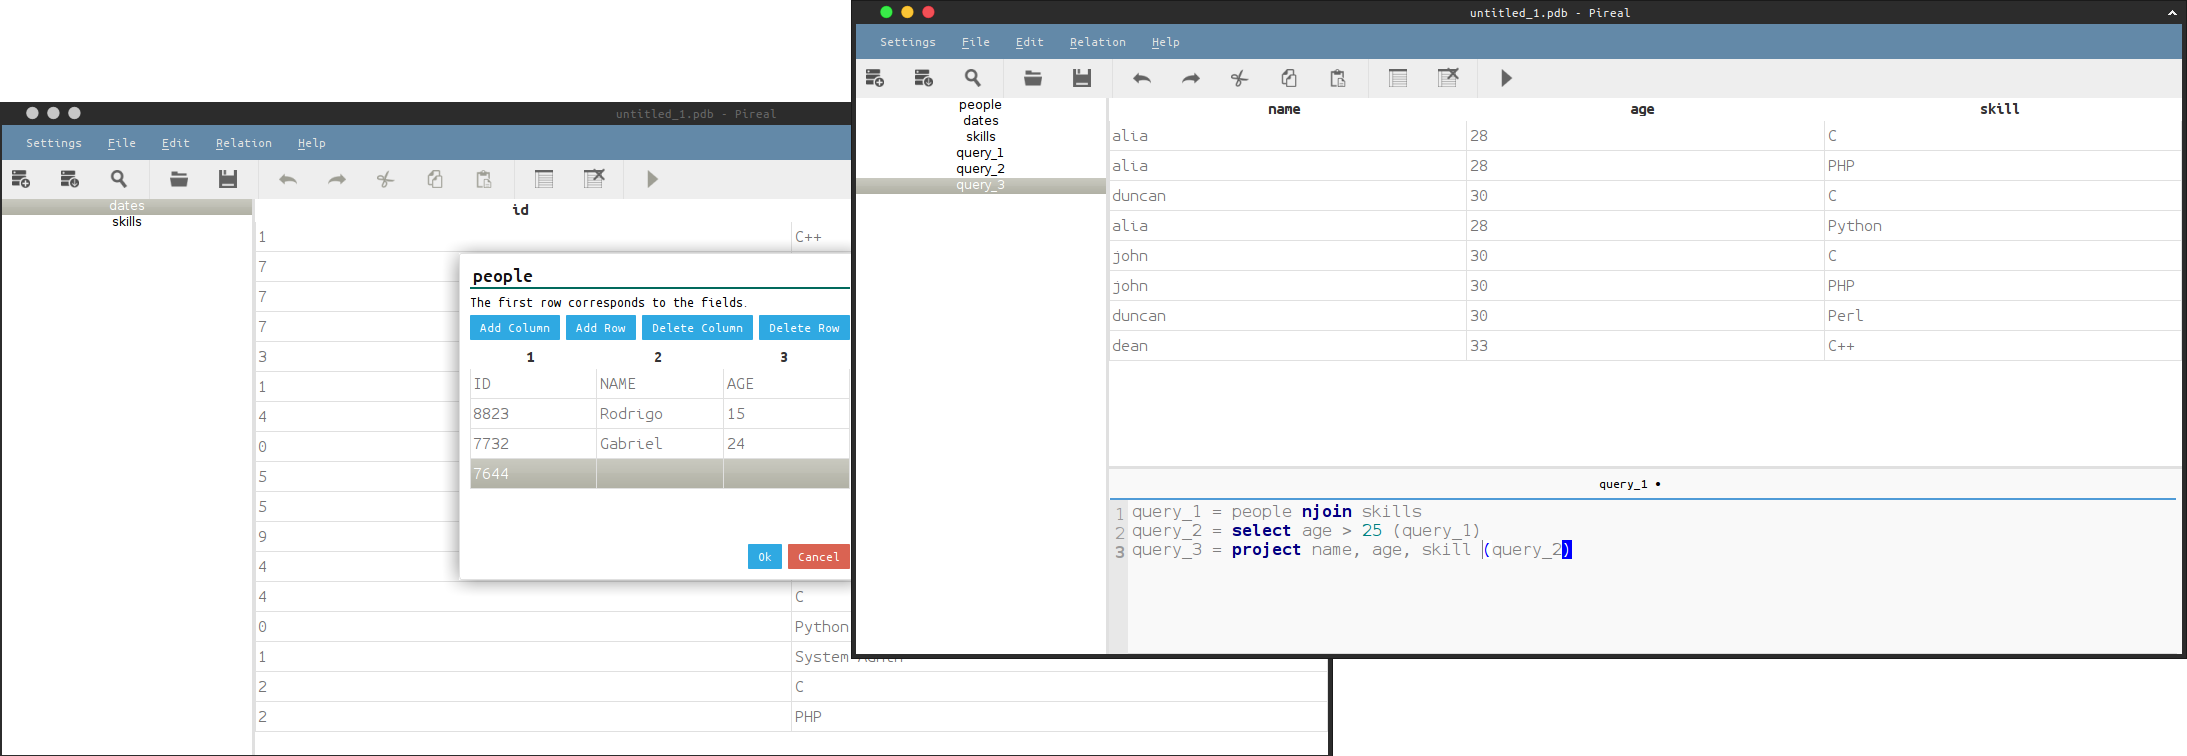 untitled_1.pdb - Pireal
Settings File Edit Relation Help
dates
skills
id
1 C++
7
7
7
3
1
4
0
5
5
9
4
4 C
0 Python
1 System
2 C
2 PHP
people
The first row corresponds to the fields.
Add Column Add Row Delete Column Delete Row
1 2 3
ID NAME AGE
8823 Rodrigo 15
7732 Gabriel 24
7644
Ok Cancel
untitled_1.pdb - Pireal
Settings File Edit Relation Help
people
dates
skills
query_1
query_2
query_3
name age skill
alia 28 C
alia 28 PHP
duncan 30 C
alia 28 Python
john 30 C
john 30 PHP
duncan 30 Perl
dean 33 C++
query_1 •
1 query_1 = people njoin skills
2 query_2 = select age > 25 (query_1)
3 query_3 = project name, age, skill (query_2)